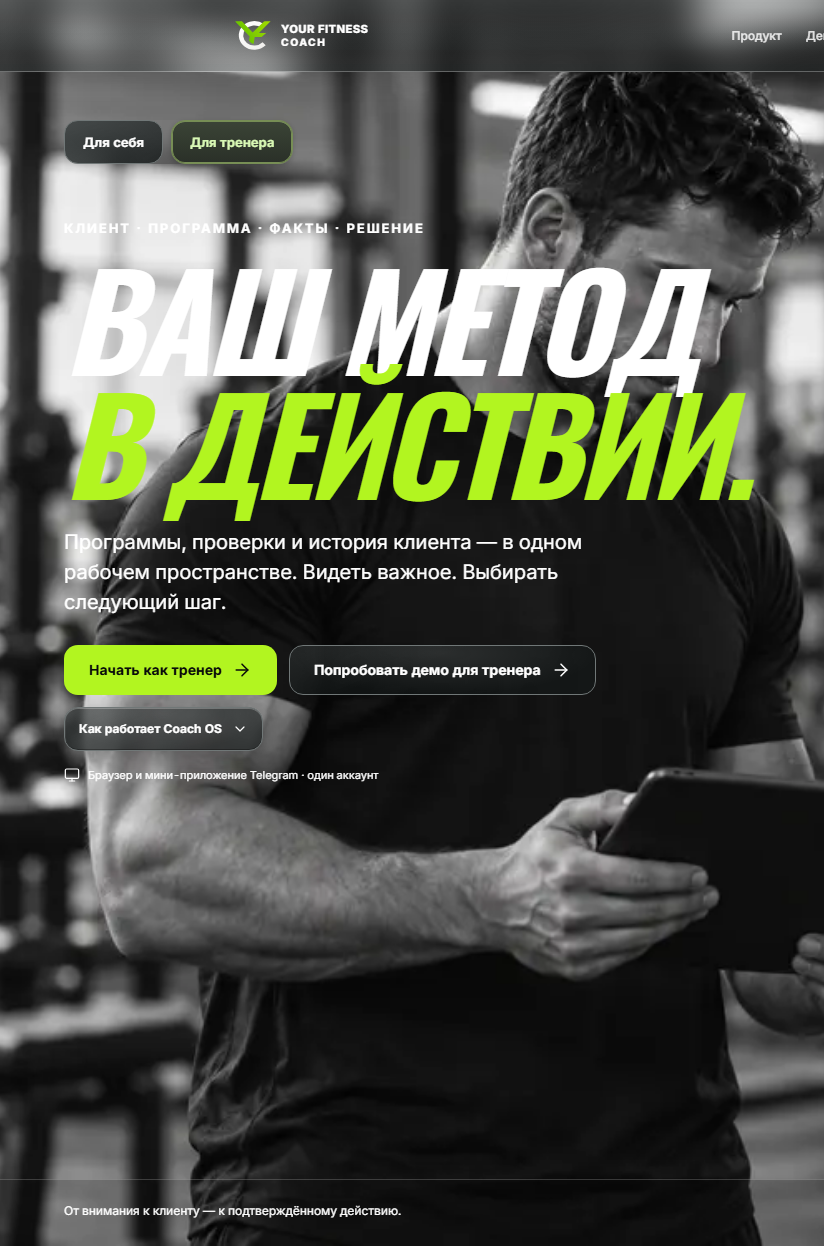 YOUR FITNESS
COACH
Продукт
Для себя
Для тренера
КЛИЕНТ · ПРОГРАММА · ФАКТЫ · РЕШЕНИЕ
ВАШ МЕТОД
В ДЕЙСТВИИ.
Программы, проверки и история клиента — в одном
рабочем пространстве. Видеть важное. Выбирать
следующий шаг.
Начать как тренер
Попробовать демо для тренера
Как работает Coach OS
Браузер и мини-приложение Telegram · один аккаунт
От внимания к клиенту — к подтверждённому действию.